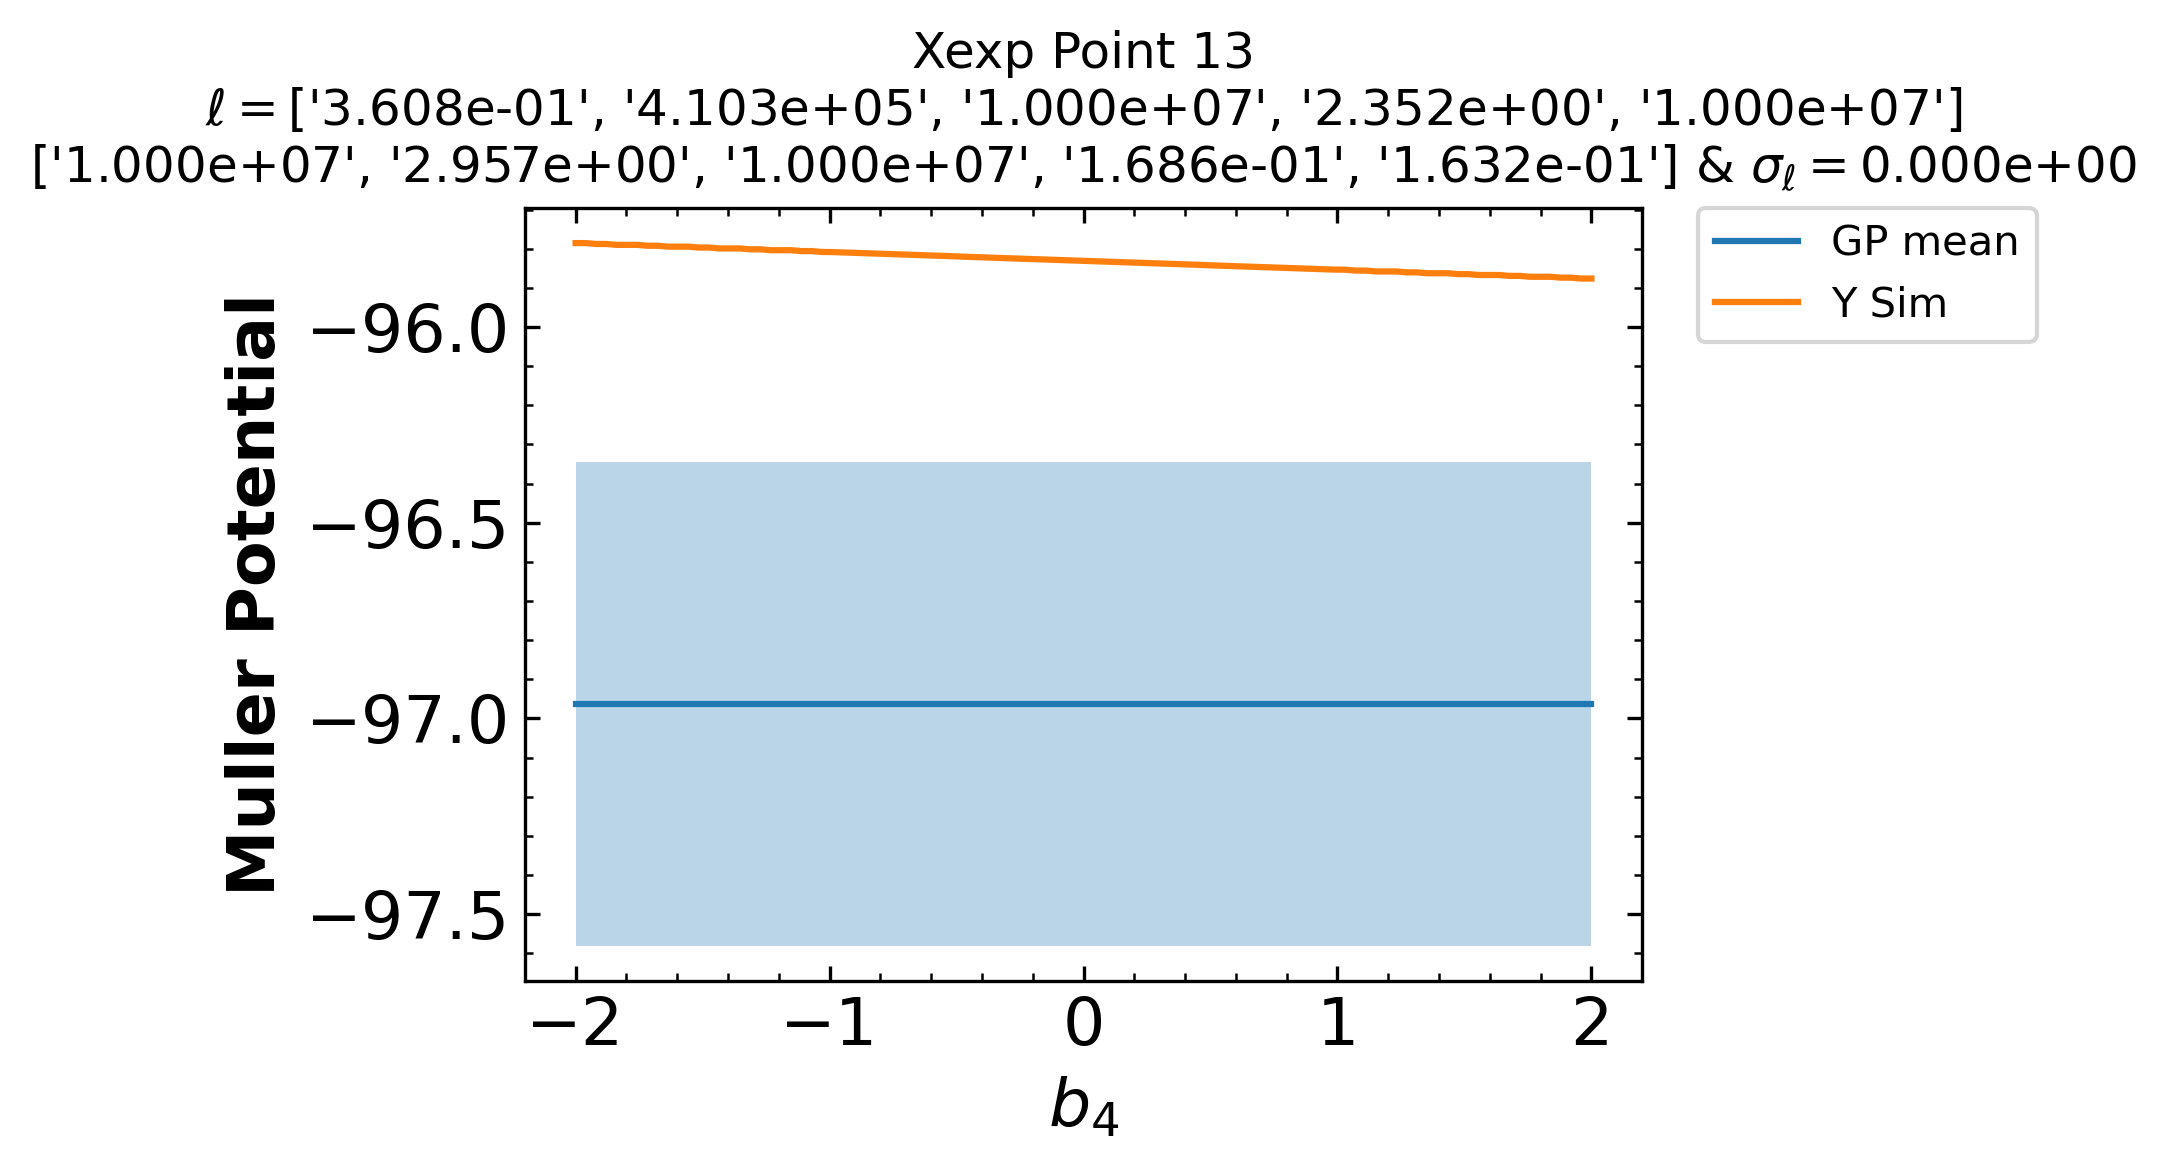 Xexp Point 13
ℓ = ['3.608e-01', '4.103e+05', '1.000e+07', '2.352e+00', '1.000e+07']
['1.000e+07', '2.957e+00', '1.000e+07', '1.686e-01', '1.632e-01'] & σℓ = 0.000e+00
GP mean
Y Sim
Muller Potential
−96.0
−96.5
−97.0
−97.5
−2 −1 0 1 2
b4